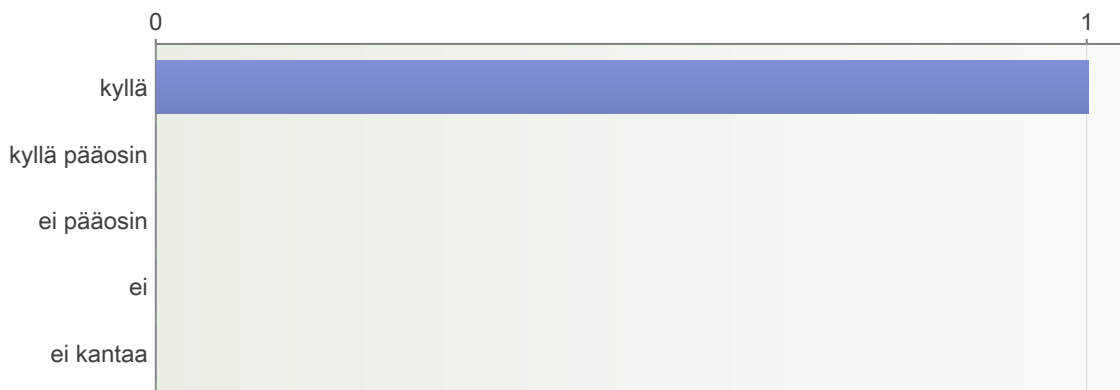 0 1
kyllä
kyllä pääosin
ei pääosin
ei
ei kantaa